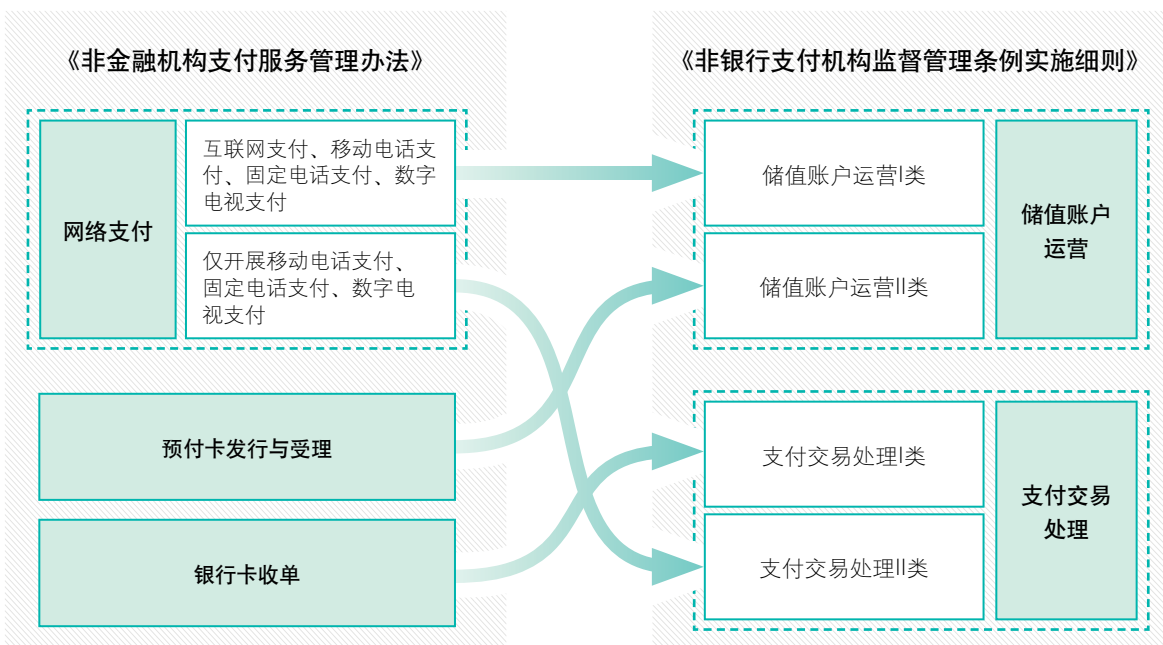 《非金融机构支付服务管理办法》
网络支付
互联网支付、移动电话支
付、固定电话支付、数字
电视支付
仅开展移动电话支付、
固定电话支付、数字电
视支付
预付卡发行与受理
银行卡收单
《非银行支付机构监督管理条例实施细则》
储值账户运营I类
储值账户运营II类
储值账户
运营
支付交易处理I类
支付交易处理II类
支付交易
处理